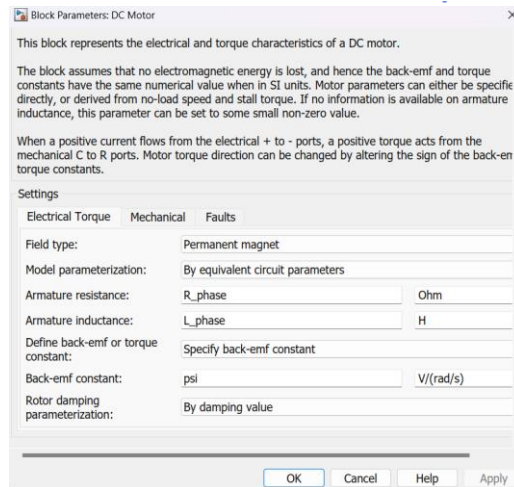 Block Parameters: DC Motor
This block represents the electrical and torque characteristics of a DC motor.
The block assumes that no electromagnetic energy is lost, and hence the back-emf and torque
constants have the same numerical value when in SI units. Motor parameters can either be specifie
directly, or derived from no-load speed and stall torque. If no information is available on armature
inductance, this parameter can be set to some small non-zero value.
When a positive current flows from the electrical + to - ports, a positive torque acts from the
mechanical C to R ports. Motor torque direction can be changed by altering the sign of the back-em
torque constants.
Settings
Electrical Torque Mechanical Faults
Field type: Permanent magnet
Model parameterization: By equivalent circuit parameters
Armature resistance: R_phase Ohm
Armature inductance: L_phase H
Define back-emf or torque
constant: Specify back-emf constant
Back-emf constant: psi V/(rad/s)
Rotor damping
parameterization: By damping value
OK Cancel Help Apply